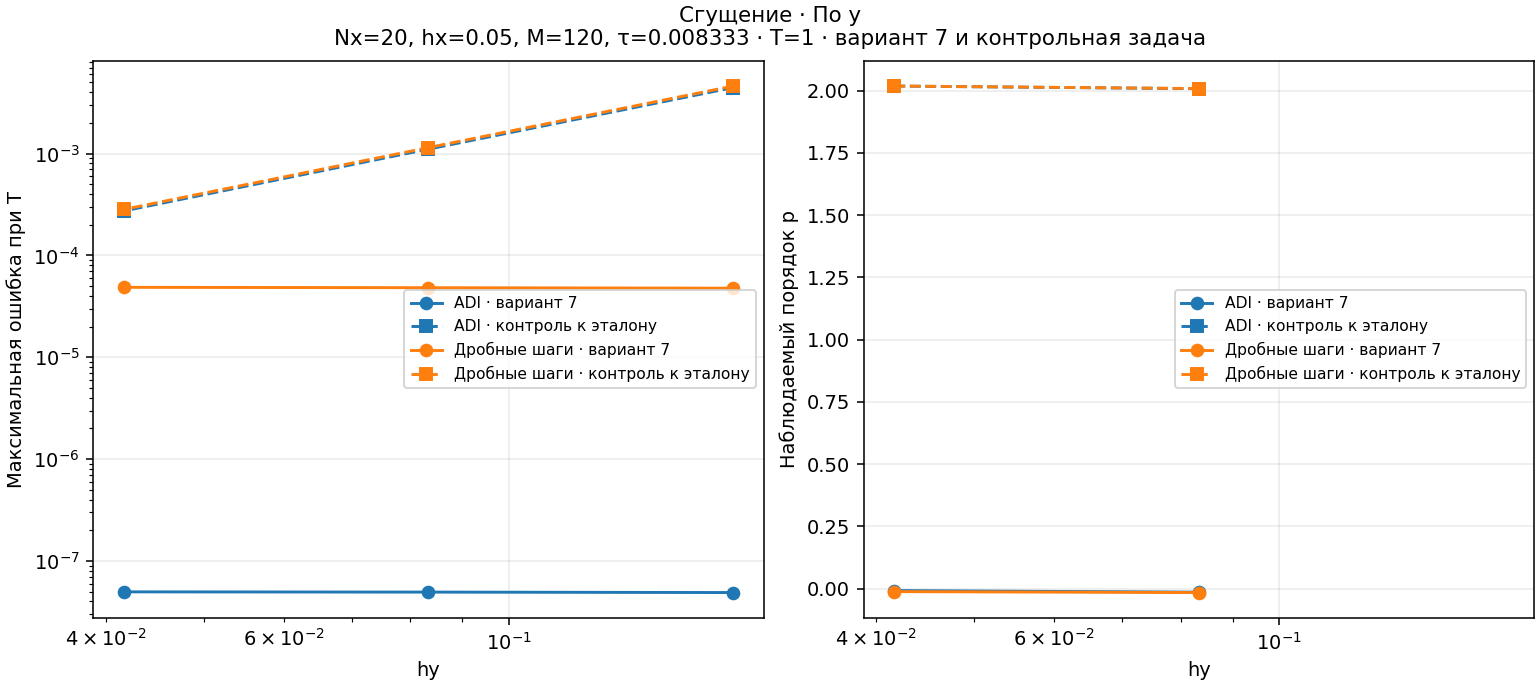 Сгущение · По y
Nx=20, hx=0.05, M=120, τ=0.008333 · T=1 · вариант 7 и контрольная задача
Максимальная ошибка при T
10⁻³
10⁻⁴
10⁻⁵
10⁻⁶
10⁻⁷
ADI · вариант 7
ADI · контроль к эталону
Дробные шаги · вариант 7
Дробные шаги · контроль к эталону
4 × 10⁻²
6 × 10⁻²
10⁻¹
hy
Наблюдаемый порядок p
2.00
1.75
1.50
1.25
1.00
0.75
0.50
0.25
0.00
ADI · вариант 7
ADI · контроль к эталону
Дробные шаги · вариант 7
Дробные шаги · контроль к эталону
4 × 10⁻²
6 × 10⁻²
10⁻¹
hy